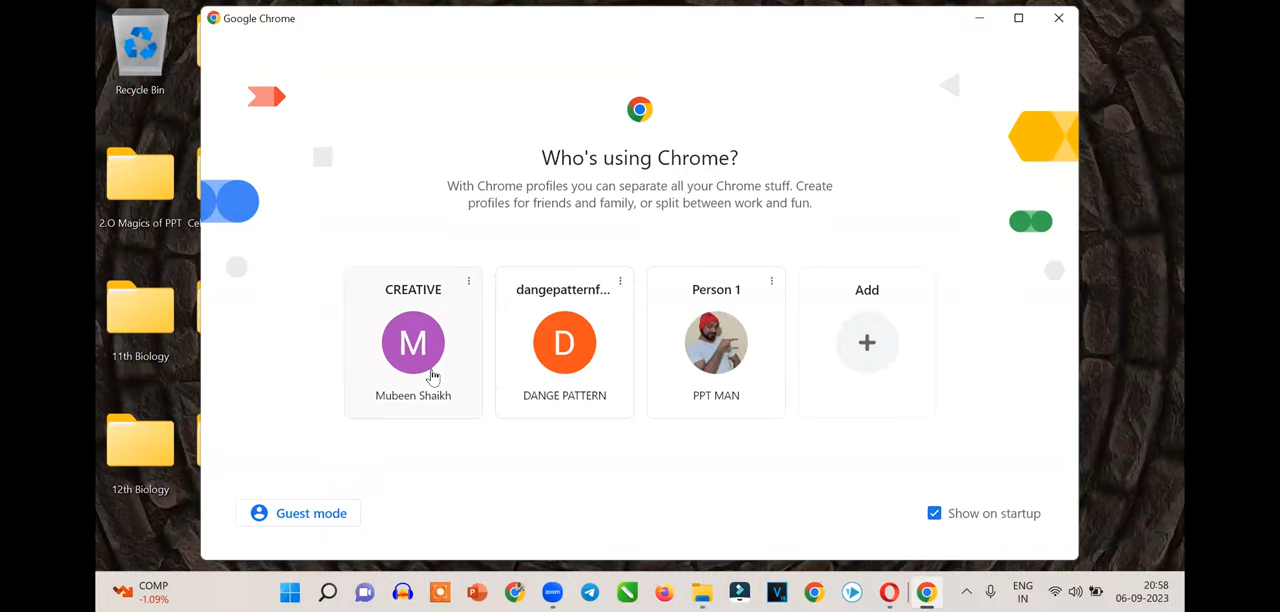 Recycle Bin
2.O Magics of PPT
Ce
11th Biology
12th Biology
Google Chrome
Who's using Chrome?
With Chrome profiles you can separate all your Chrome stuff. Create
profiles for friends and family, or split between work and fun.
CREATIVE
M
Mubeen Shaikh
dangepatternf...
D
DANGE PATTERN
Person 1
PPT MAN
Add
Guest mode
Show on startup
COMP
-1.09%
zoom
ENG
IN
20:58
06-09-2023